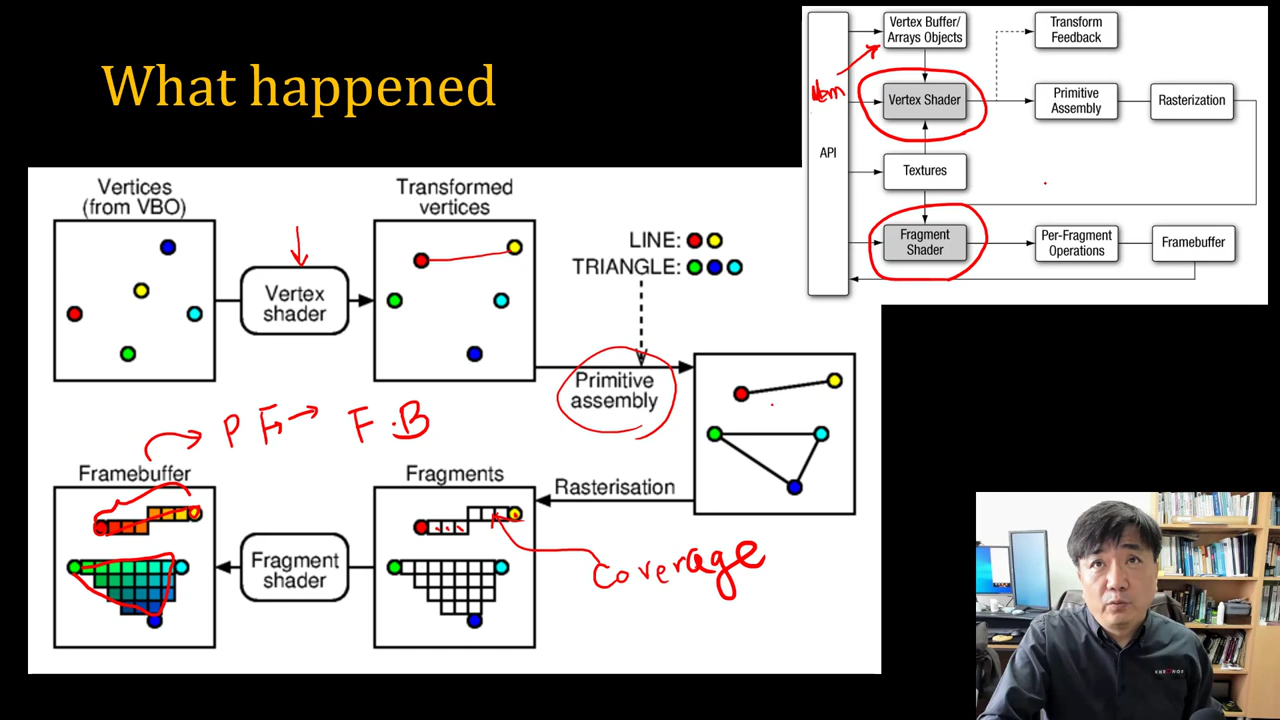 What happened
Vertex Buffer/
Arrays Objects
Transform
Feedback
Vertex Shader
Primitive
Assembly
Rasterization
API
Textures
Fragment
Shader
Per-Fragment
Operations
Framebuffer
Vertices
(from VBO)
Transformed
vertices
LINE:
TRIANGLE:
Vertex
shader
Primitive
assembly
P F
F.B
Framebuffer
Fragments
Rasterisation
Fragment
shader
coverage